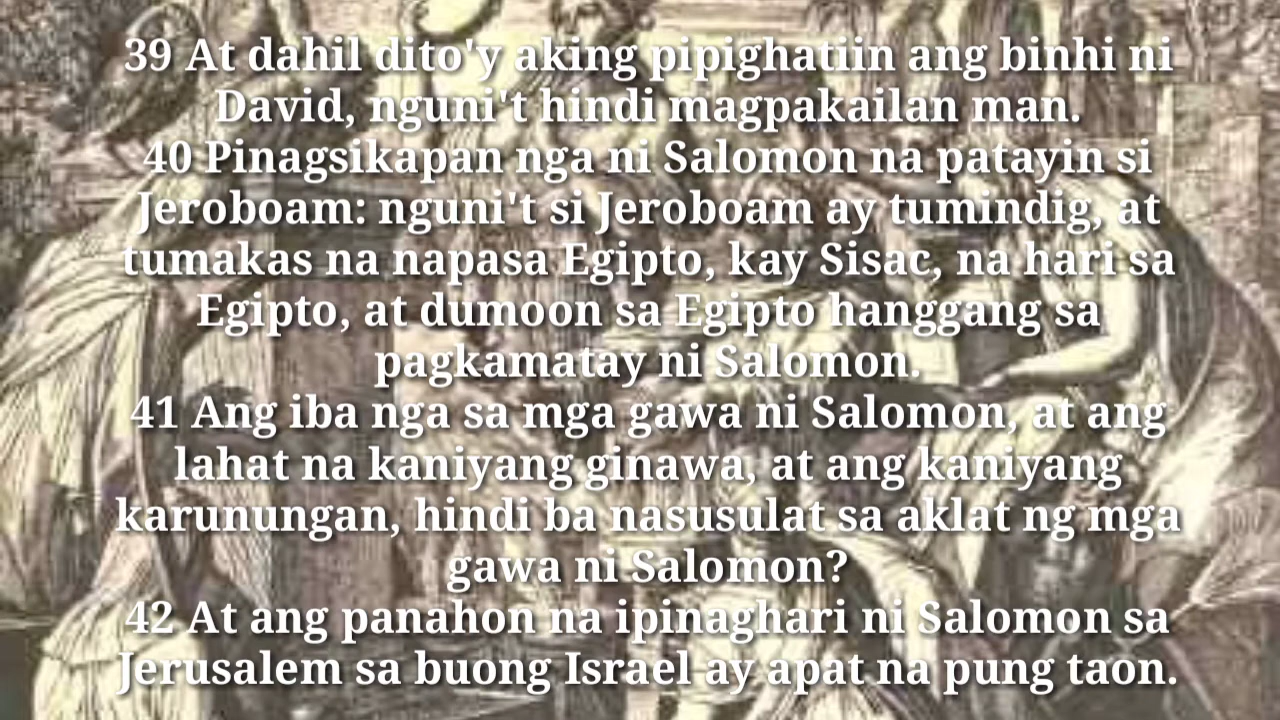 39 At dahil dito'y aking pipighatiin ang binhi ni
David, nguni't hindi magpakailan man.
40 Pinagsikapan nga ni Salomon na patayin si
Jeroboam: nguni't si Jeroboam ay tumindig, at
tumakas na napasa Egipto, kay Sisac, na hari sa
Egipto, at dumoon sa Egipto hanggang sa
pagkamatay ni Salomon.
41 Ang iba nga sa mga gawa ni Salomon, at ang
lahat na kaniyang ginawa, at ang kaniyang
karunungan, hindi ba nasusulat sa aklat ng mga
gawa ni Salomon?
42 At ang panahon na ipinaghari ni Salomon sa
Jerusalem sa buong Israel ay apat na pung taon.